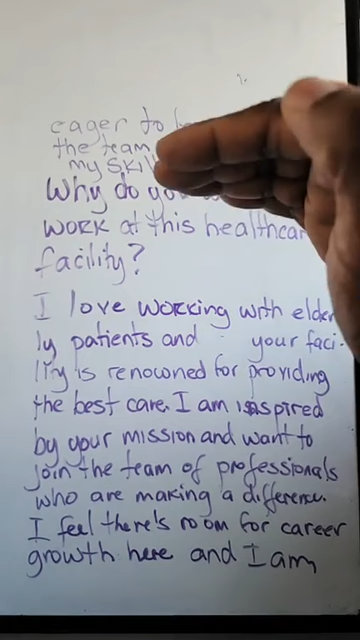 eager to
the team
my skil
Why do you
work at this healthcar
facility?
I love working with elder
ly patients and your faci-
lity is renowned for providing
the best care. I am inspired
by your mission and want to
join the team of professionals
who are making a difference.
I feel there's room for career
growth here and I am